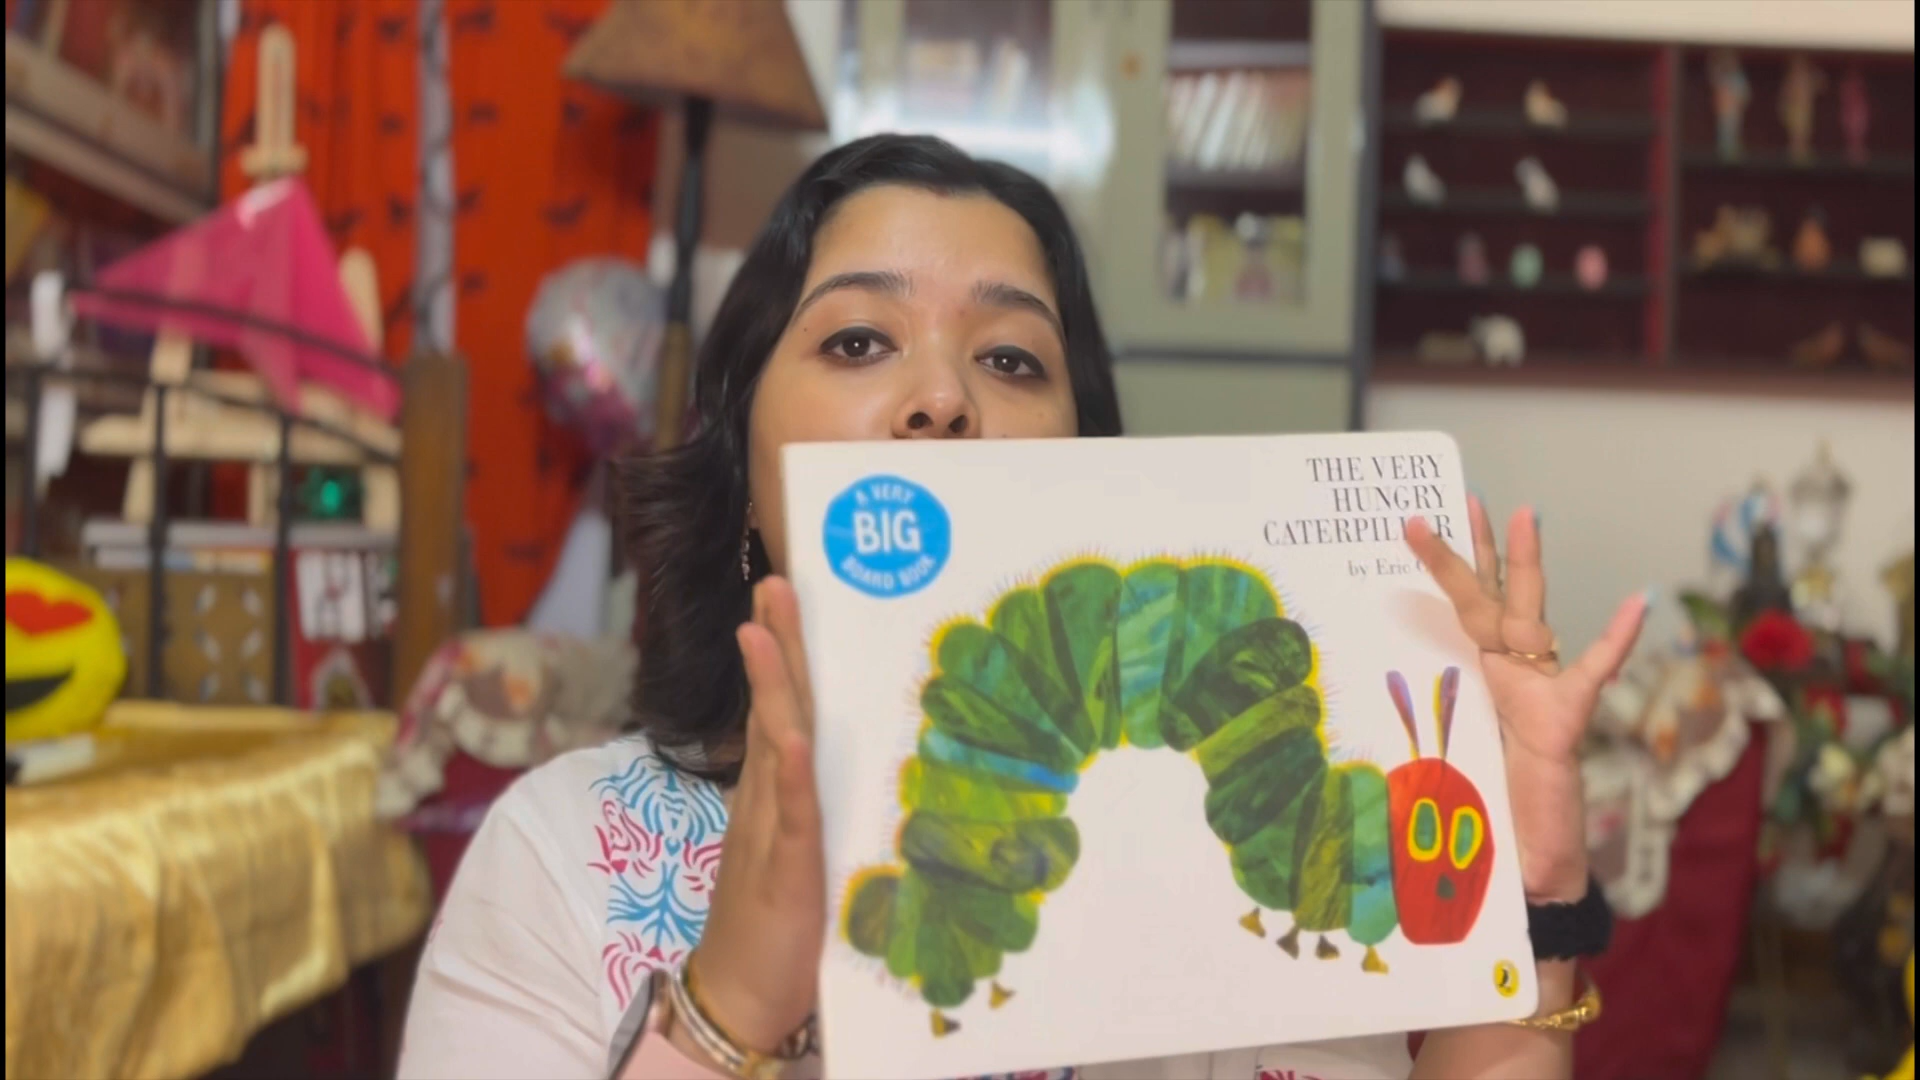 A VERY
BIG
BOARD BOOK
THE VERY
HUNGRY
by Eric